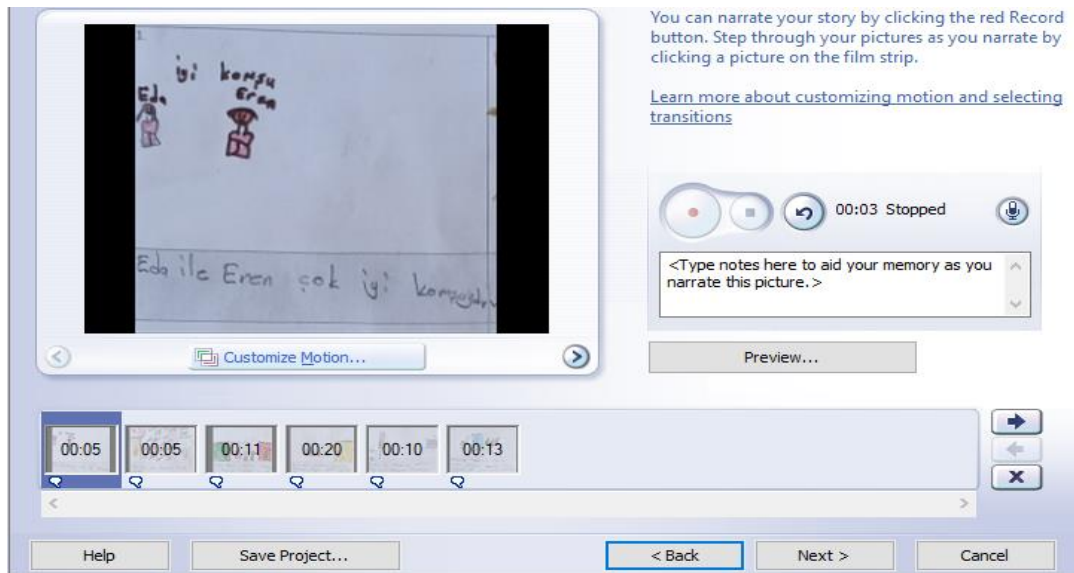 You can narrate your story by clicking the red Record
button. Step through your pictures as you narrate by
clicking a picture on the film strip.
Learn more about customizing motion and selecting
transitions
1.
iyi komşu
Eda
Eren
Eda ile Eren çok iyi
Customize Motion...
00:03 Stopped
<Type notes here to aid your memory as you
narrate this picture.>
Preview...
00:05 00:05 00:11 00:20 00:10 00:13
Help Save Project... < Back Next > Cancel